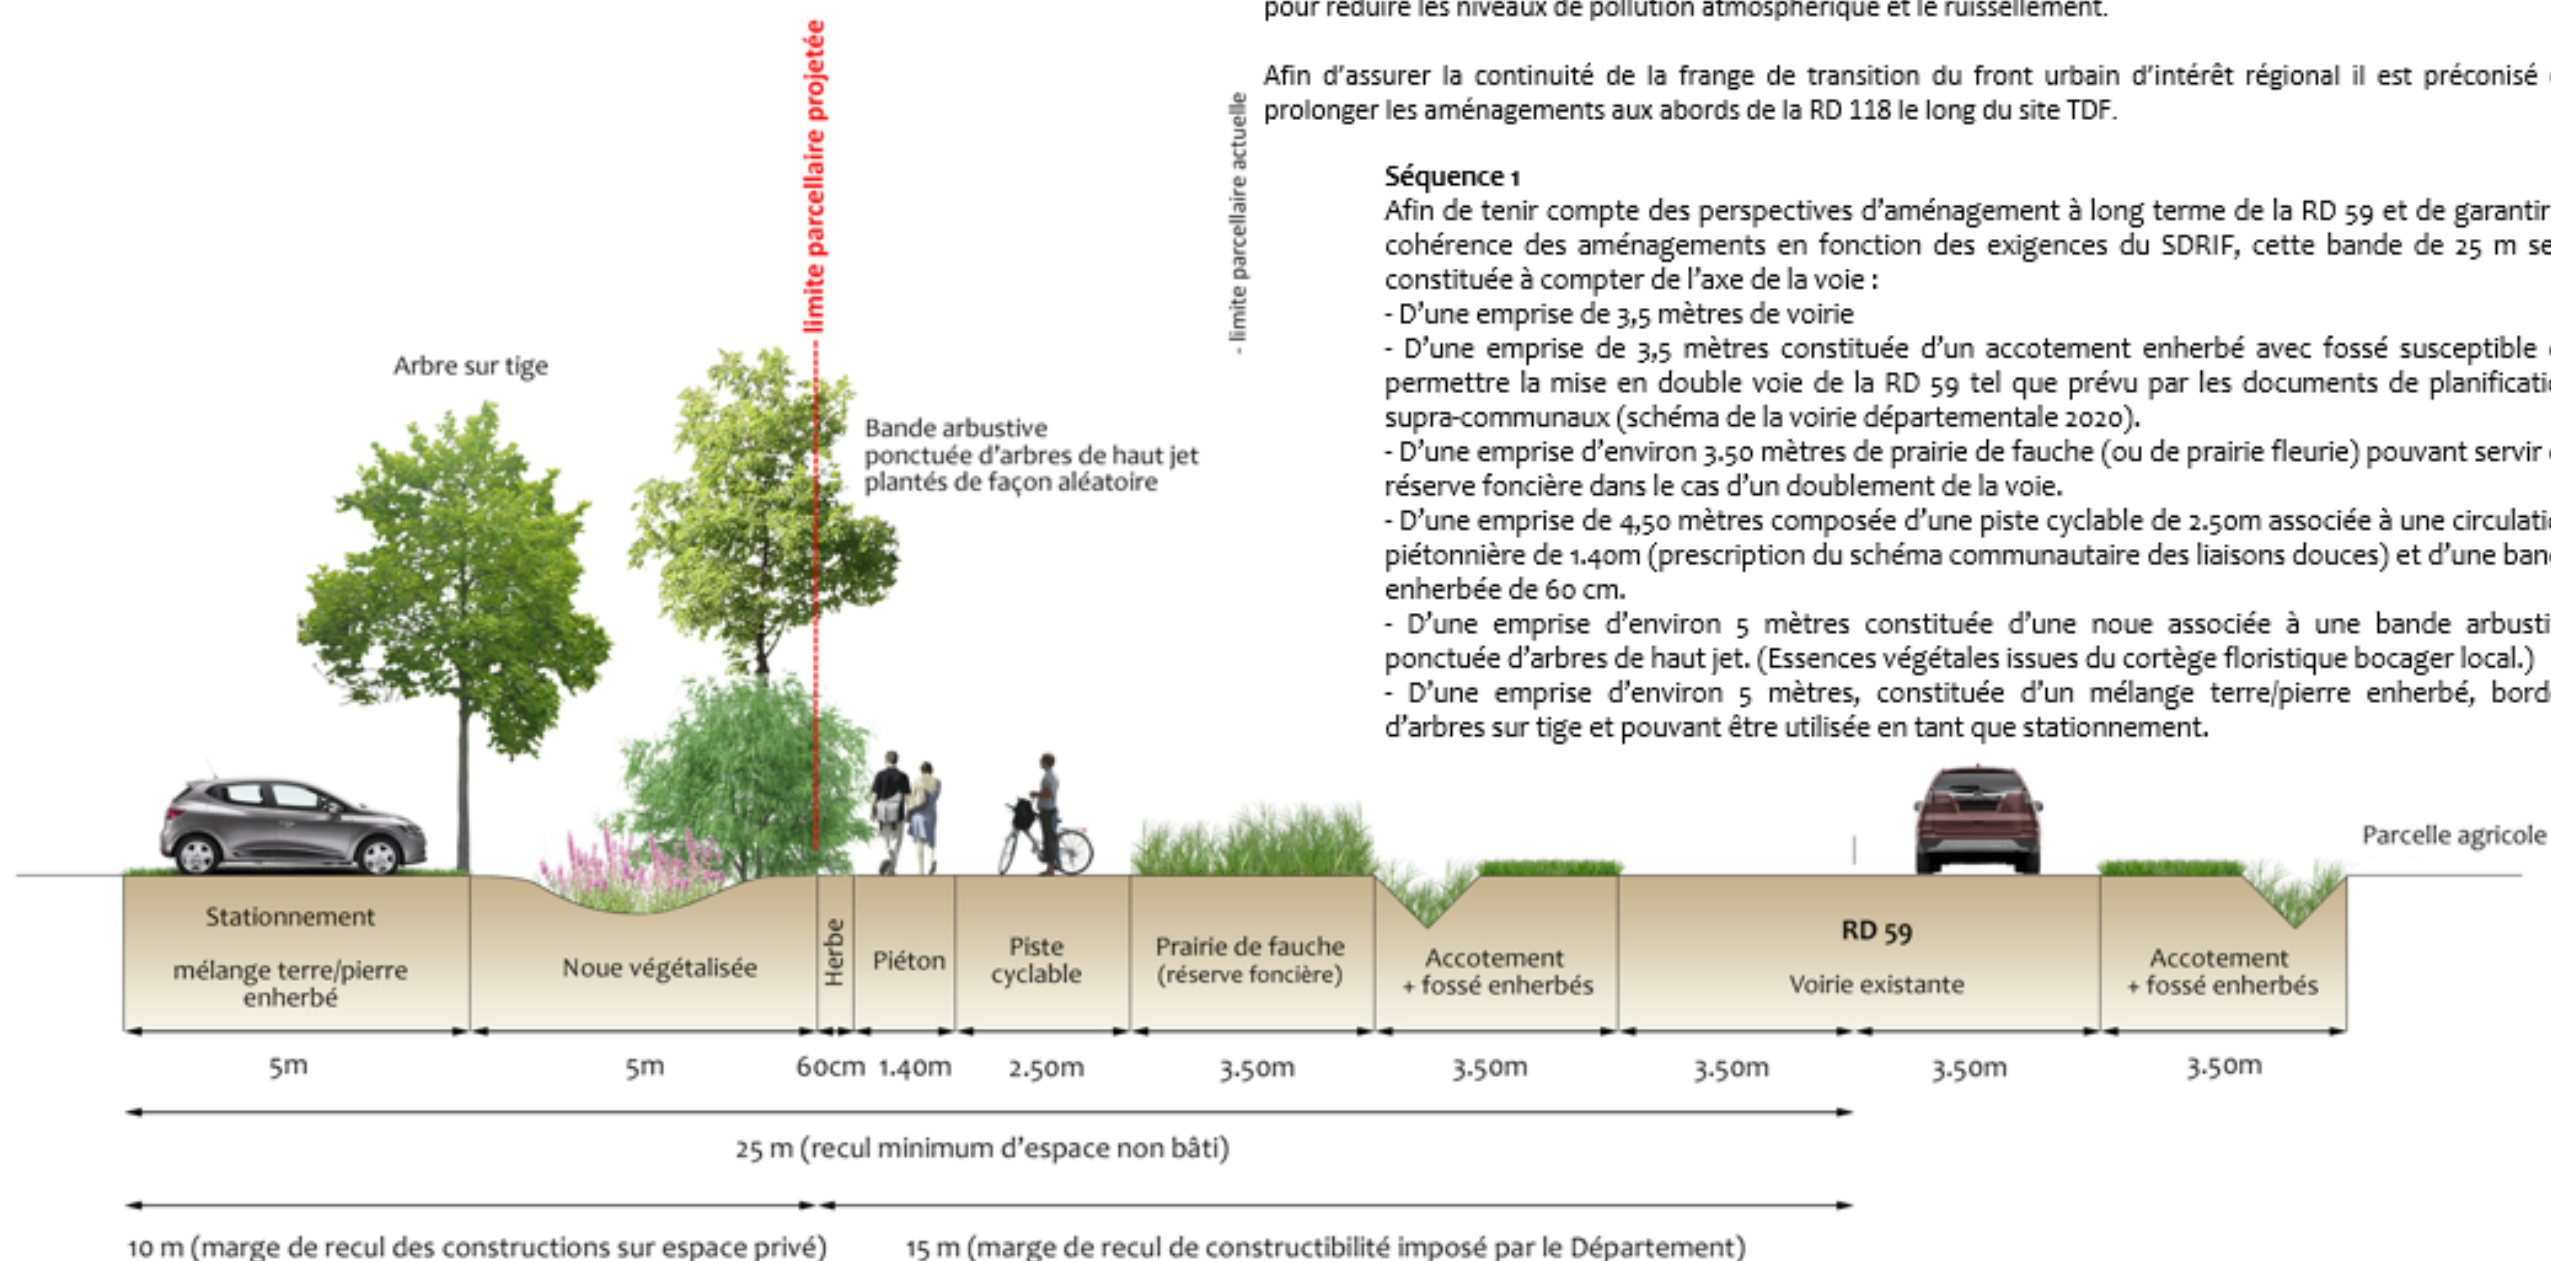 pour réduire les niveaux de pollution atmosphérique et le ruissellement.
Afin d'assurer la continuité de la frange de transition du front urbain d'intérêt régional il est préconisé
prolonger les aménagements aux abords de la RD 118 le long du site TDF.
limite parcellaire projetée
- limite parcellaire actuelle
Séquence 1
Afin de tenir compte des perspectives d'aménagement à long terme de la RD 59 et de garantir
cohérence des aménagements en fonction des exigences du SDRIF, cette bande de 25 m se
constituée à compter de l'axe de la voie :
- D'une emprise de 3,5 mètres de voirie
- D'une emprise de 3,5 mètres constituée d'un accotement enherbé avec fossé susceptible
permettre la mise en double voie de la RD 59 tel que prévu par les documents de planificatio
supra-communaux (schéma de la voirie départementale 2020).
- D'une emprise d'environ 3.50 mètres de prairie de fauche (ou de prairie fleurie) pouvant servir
réserve foncière dans le cas d'un doublement de la voie.
- D'une emprise de 4,50 mètres composée d'une piste cyclable de 2.50m associée à une circulatio
piétonnière de 1.40m (prescription du schéma communautaire des liaisons douces) et d'une ban
enherbée de 60 cm.
- D'une emprise d'environ 5 mètres constituée d'une noue associée à une bande arbusti
ponctuée d'arbres de haut jet. (Essences végétales issues du cortège floristique bocager local.)
- D'une emprise d'environ 5 mètres, constituée d'un mélange terre/pierre enherbé, bord
d'arbres sur tige et pouvant être utilisée en tant que stationnement.
Arbre sur tige
Bande arbustive
ponctuée d'arbres de haut jet
plantés de façon aléatoire
Parcelle agricole
Stationnement
mélange terre/pierre
enherbé
Noue végétalisée
Herbe
Piéton
Piste
cyclable
Prairie de fauche
(réserve foncière)
Accotement
+ fossé enherbés
RD 59
Voirie existante
Accotement
+ fossé enherbés
5m
5m
60cm
1.40m
2.50m
3.50m
3.50m
3.50m
3.50m
3.50m
25 m (recul minimum d'espace non bâti)
10 m (marge de recul des constructions sur espace privé)
15 m (marge de recul de constructibilité imposé par le Département)